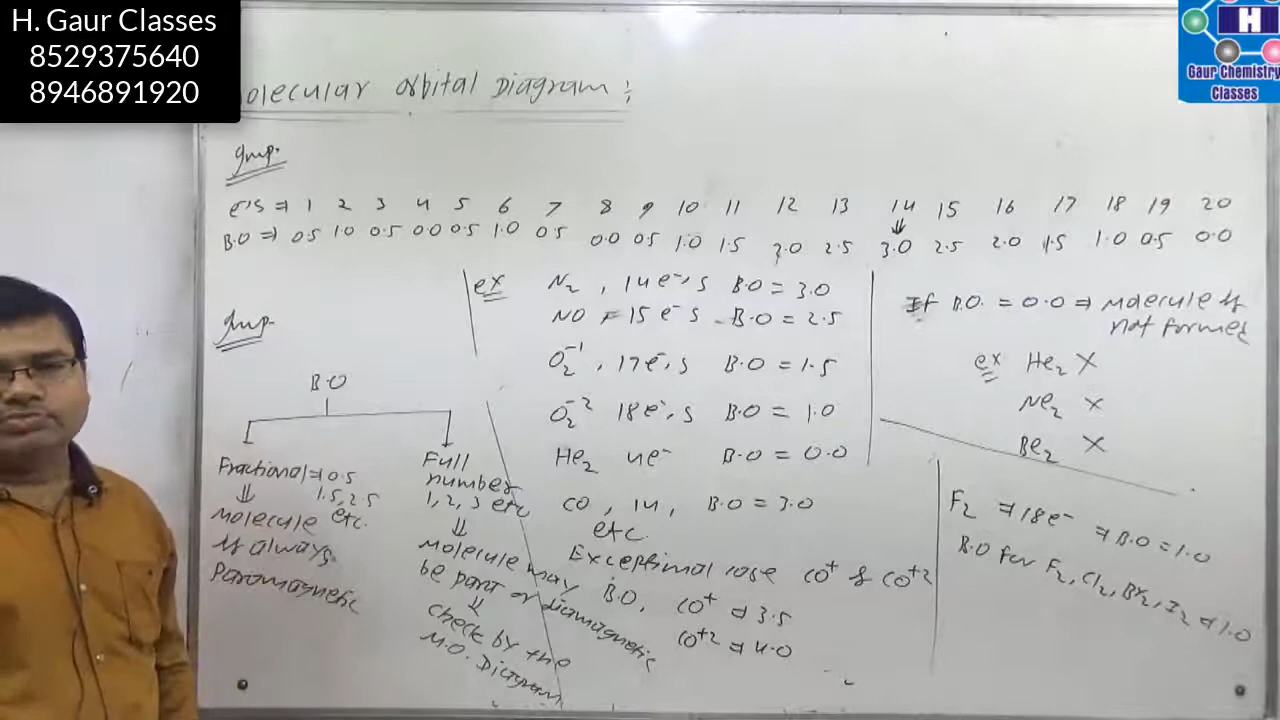 H. Gaur Classes
8529375640
8946891920
H
Gaur Chemistry
Classes
olecular orbital Diagram :
Imp.
e's ⇒ 1 2 3 4 5 6 7 8 9 10 11 12 13 14 15 16 17 18 19 20
B.O ⇒ 0.5 1.0 0.5 0.0 0.5 1.0 0.5 0.0 0.5 1.0 1.5 2.0 2.5 3.0 2.5 2.0 1.5 1.0 0.5 0.0
Imp.
B.O
Fractional ⇒ 0.5
1.5, 2.5
etc.
⇓
Molecule
is always
Paramagnetic
Full
number
1, 2, 3 etc
⇓
Molecule may
be para or diamagnetic
⇓
check by the
M.O. Diagram
ex N₂ , 14 e⁻s B.O = 3.0
NO ⇒ 15 e⁻s B.O = 2.5
O₂⁻¹ , 17e⁻s B.O = 1.5
O₂⁻² 18e⁻s B.O = 1.0
He₂ 4e⁻ B.O = 0.0
CO , 14 , B.O = 3.0
etc.
Exceptional case CO⁺ & CO⁺²
B.O, CO⁺ ⇒ 3.5
CO⁺² ⇒ 4.0
If B.O. = 0.0 ⇒ molecule is
not formed
ex He₂ X
Ne₂ X
Be₂ X
F₂ ⇒ 18e⁻ ⇒ B.O = 1.0
B.O for F₂, Cl₂, Br₂, I₂ ⇒ 1.0